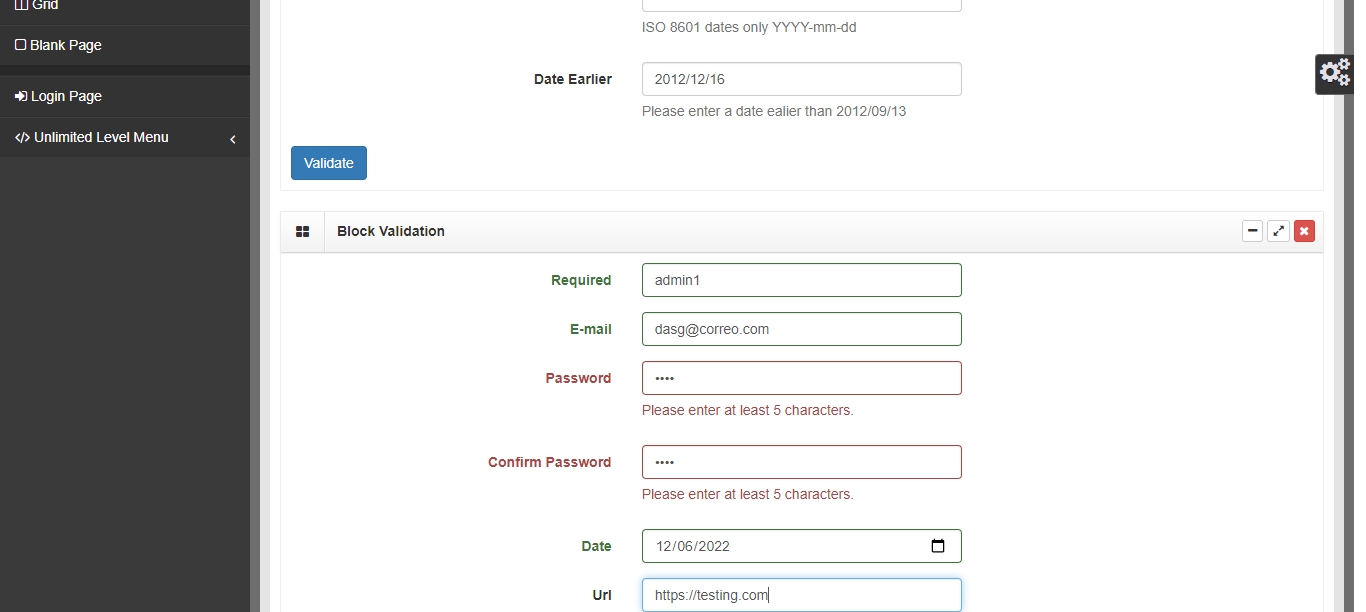 Grid
Blank Page
Login Page
Unlimited Level Menu
ISO 8601 dates only YYYY-mm-dd
Date Earlier 2012/12/16
Please enter a date ealier than 2012/09/13
Validate
Block Validation
Required admin1
E-mail dasg@correo.com
Password ••••
Please enter at least 5 characters.
Confirm Password ••••
Please enter at least 5 characters.
Date 12/06/2022
Url https://testing.com